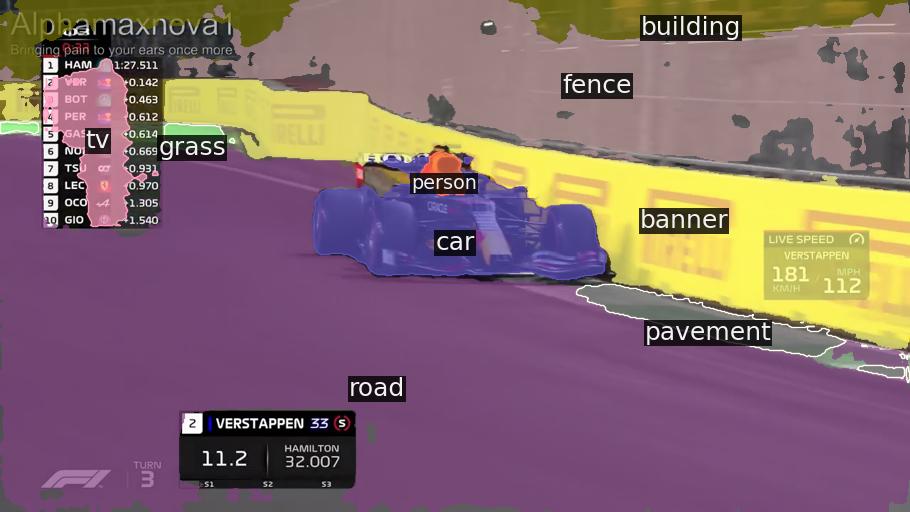 Alphamaxnova1
Bringing pain to your ears once more
building
fence
1 HAM 1:27.511
2 VER +0.142
3 BOT +0.463
4 PER +0.612
5 GAS +0.614
tv
grass
+0.669
7 TSU +0.931
8 LEC +0.970
9 OCO +1.305
10 GIO +1.540
PIRELLI
person
ORACLE
car
banner
LIVE SPEED
VERSTAPPEN
181 KM/H / MPH 112
pavement
road
2 VERSTAPPEN 33 S
11.2 HAMILTON 32.007
S1 S2 S3
F1 TURN 3